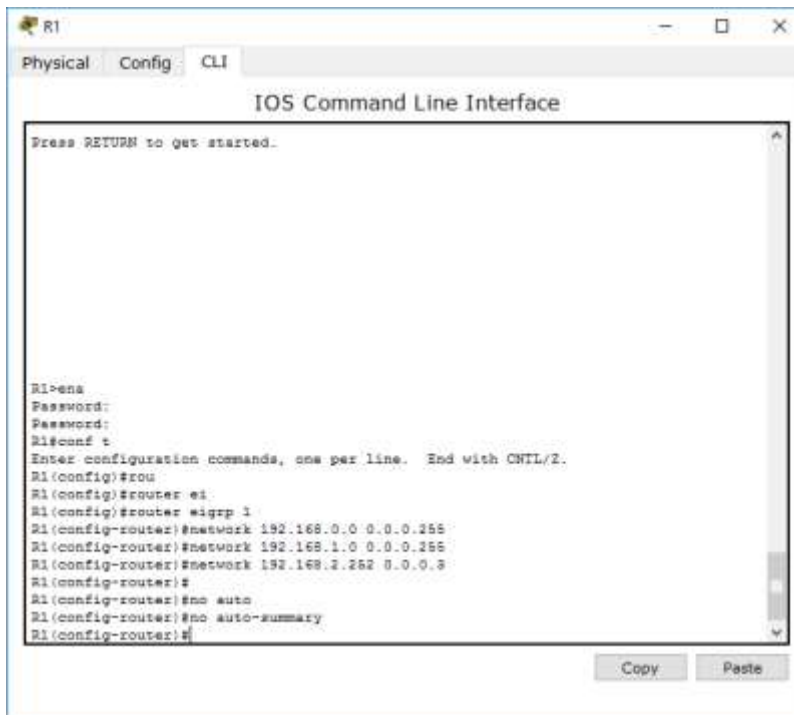 R1
Physical Config CLI
IOS Command Line Interface
Press RETURN to get started.
R1>ena
Password:
Password:
R1#conf t
Enter configuration commands, one per line. End with CNTL/Z.
R1(config)#rou
R1(config)#router ei
R1(config)#router eigrp 1
R1(config-router)#network 192.168.0.0 0.0.0.255
R1(config-router)#network 192.168.1.0 0.0.0.255
R1(config-router)#network 192.168.2.252 0.0.0.3
R1(config-router)#
R1(config-router)#no auto
R1(config-router)#no auto-summary
R1(config-router)#
Copy Paste